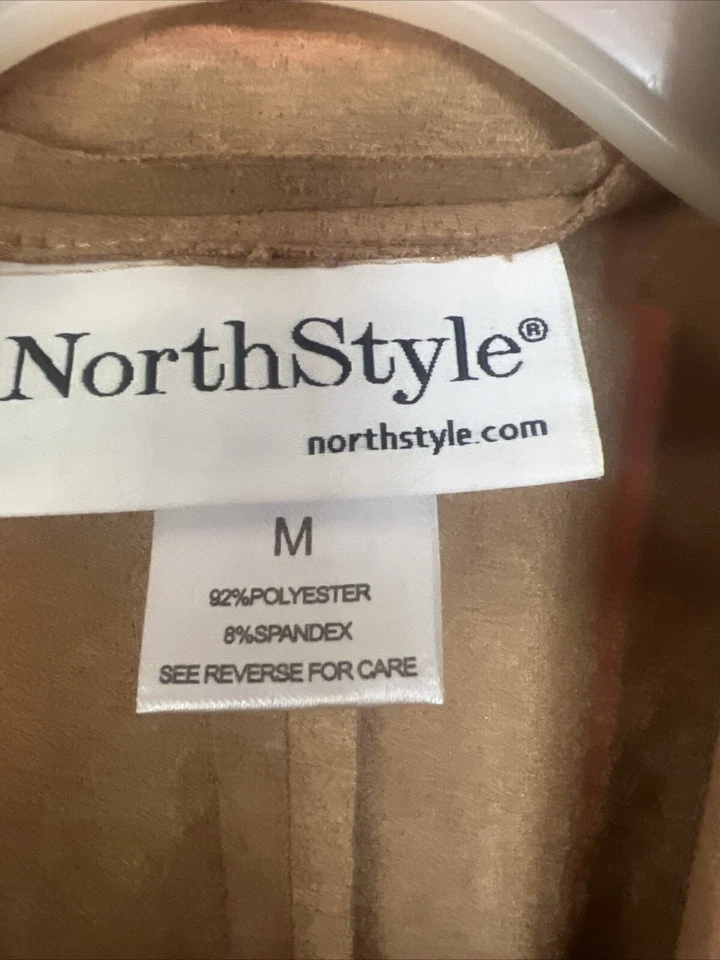 NorthStyle®
northstyle.com
M
92%POLYESTER
8%SPANDEX
SEE REVERSE FOR CARE